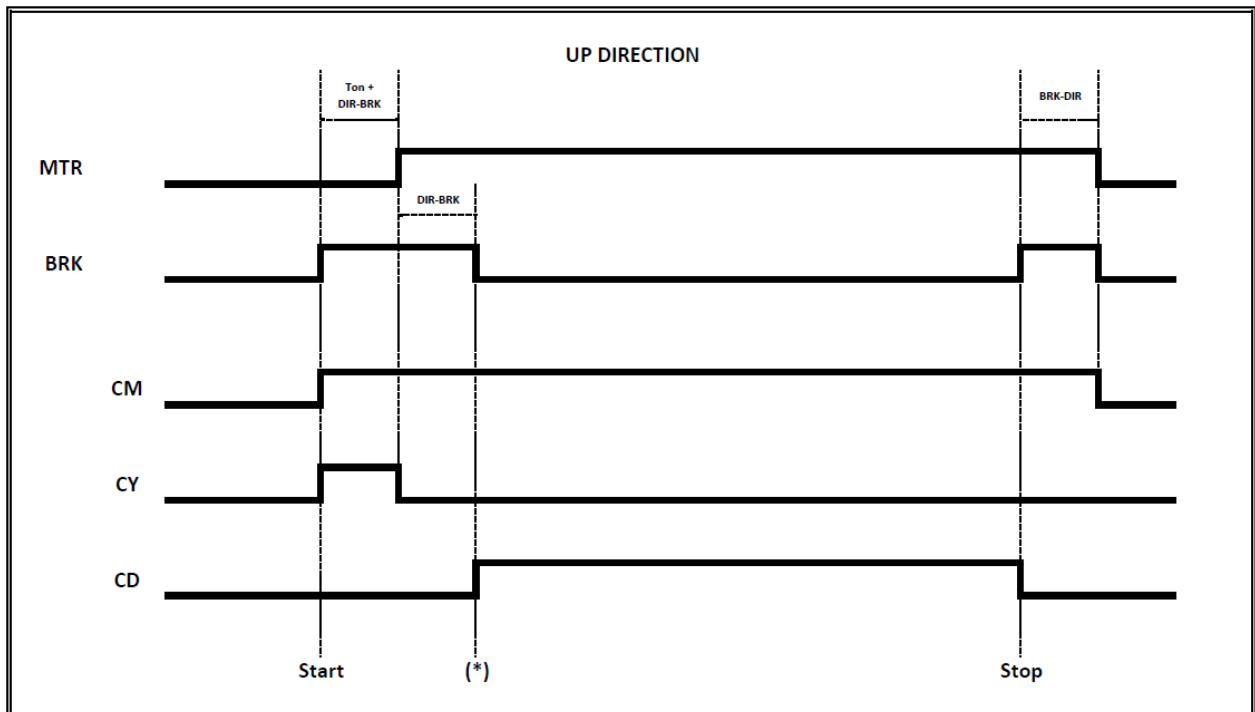 UP DIRECTION
Ton +
DIR-BRK
BRK-DIR
MTR
DIR-BRK
BRK
CM
CY
CD
Start
(*)
Stop